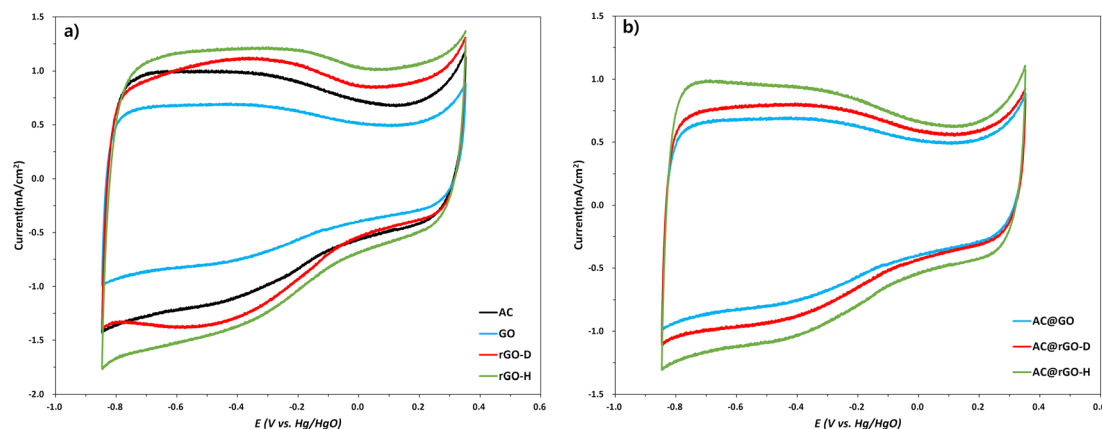 a)
1.5
1.0
0.5
0.0
-0.5
-1.0
-1.5
-2.0
Current(mA/cm²)
AC
GO
rGO-D
rGO-H
-1.0 -0.8 -0.6 -0.4 -0.2 0.0 0.2 0.4 0.6
E (V vs. Hg/HgO)
b)
1.5
1.0
0.5
0.0
-0.5
-1.0
-1.5
Current(mA/cm²)
AC@GO
AC@rGO-D
AC@rGO-H
-1.0 -0.8 -0.6 -0.4 -0.2 0.0 0.2 0.4 0.6
E (V vs. Hg/HgO)